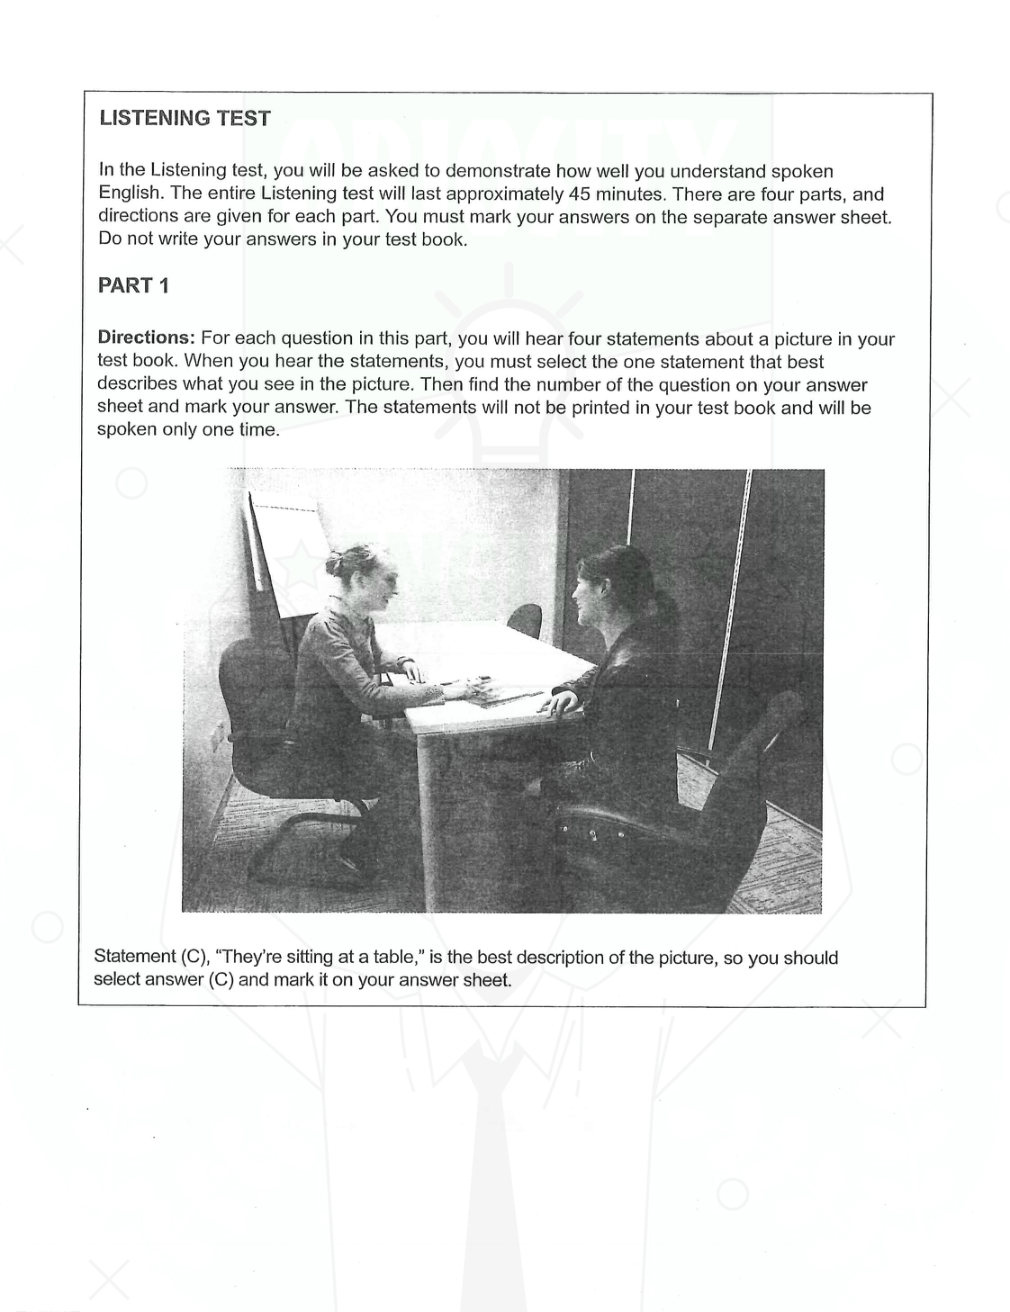 LISTENING TEST
In the Listening test, you will be asked to demonstrate how well you understand spoken
English. The entire Listening test will last approximately 45 minutes. There are four parts, and
directions are given for each part. You must mark your answers on the separate answer sheet.
Do not write your answers in your test book.
PART 1
Directions: For each question in this part, you will hear four statements about a picture in your
test book. When you hear the statements, you must select the one statement that best
describes what you see in the picture. Then find the number of the question on your answer
sheet and mark your answer. The statements will not be printed in your test book and will be
spoken only one time.
Statement (C), “They’re sitting at a table,” is the best description of the picture, so you should
select answer (C) and mark it on your answer sheet.